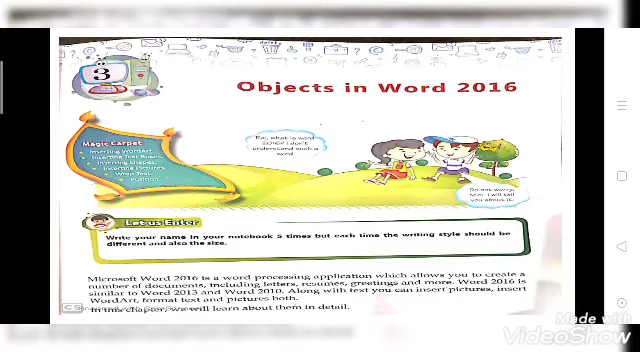 3
Objects in Word 2016
Magic Carpet
Inserting WordArt
Inserting Text Boxes
Inserting Shapes
Inserting Pictures
Wrap Text
Position
what is word
2016? I don't
understand such a
word.
Do not worry,
I will tell
you about it.
Let us Enter
Write your name in your notebook 5 times but each time the writing style should be
different and also the size.
Microsoft Word 2016 is a word processing application which allows you to create a
number of documents, including letters, resumes, greetings and more. Word 2016 is
similar to Word 2013 and Word 2010. Along with text you can insert pictures, insert
WordArt, format text and pictures both.
In this chapter, we will learn about them in detail.
CS
Made with
VideoShow